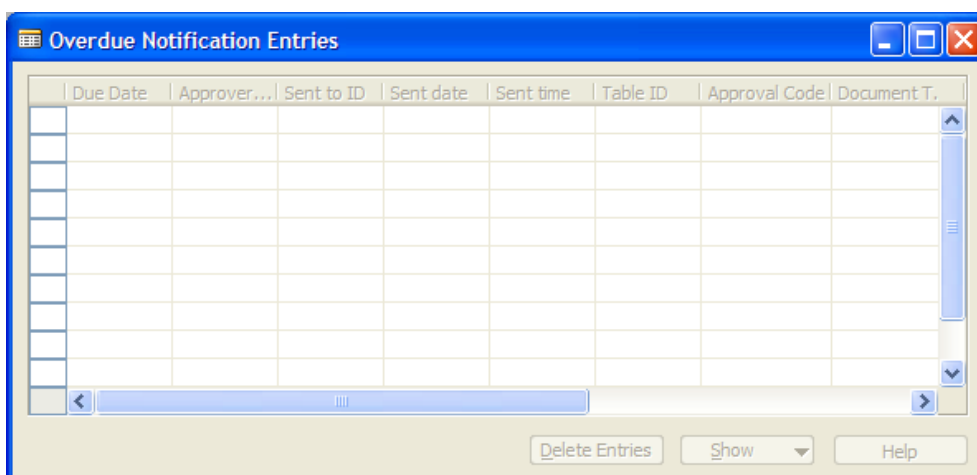 Overdue Notification Entries
Due Date Approver... Sent to ID Sent date Sent time Table ID Approval Code Document T.
Delete Entries Show Help